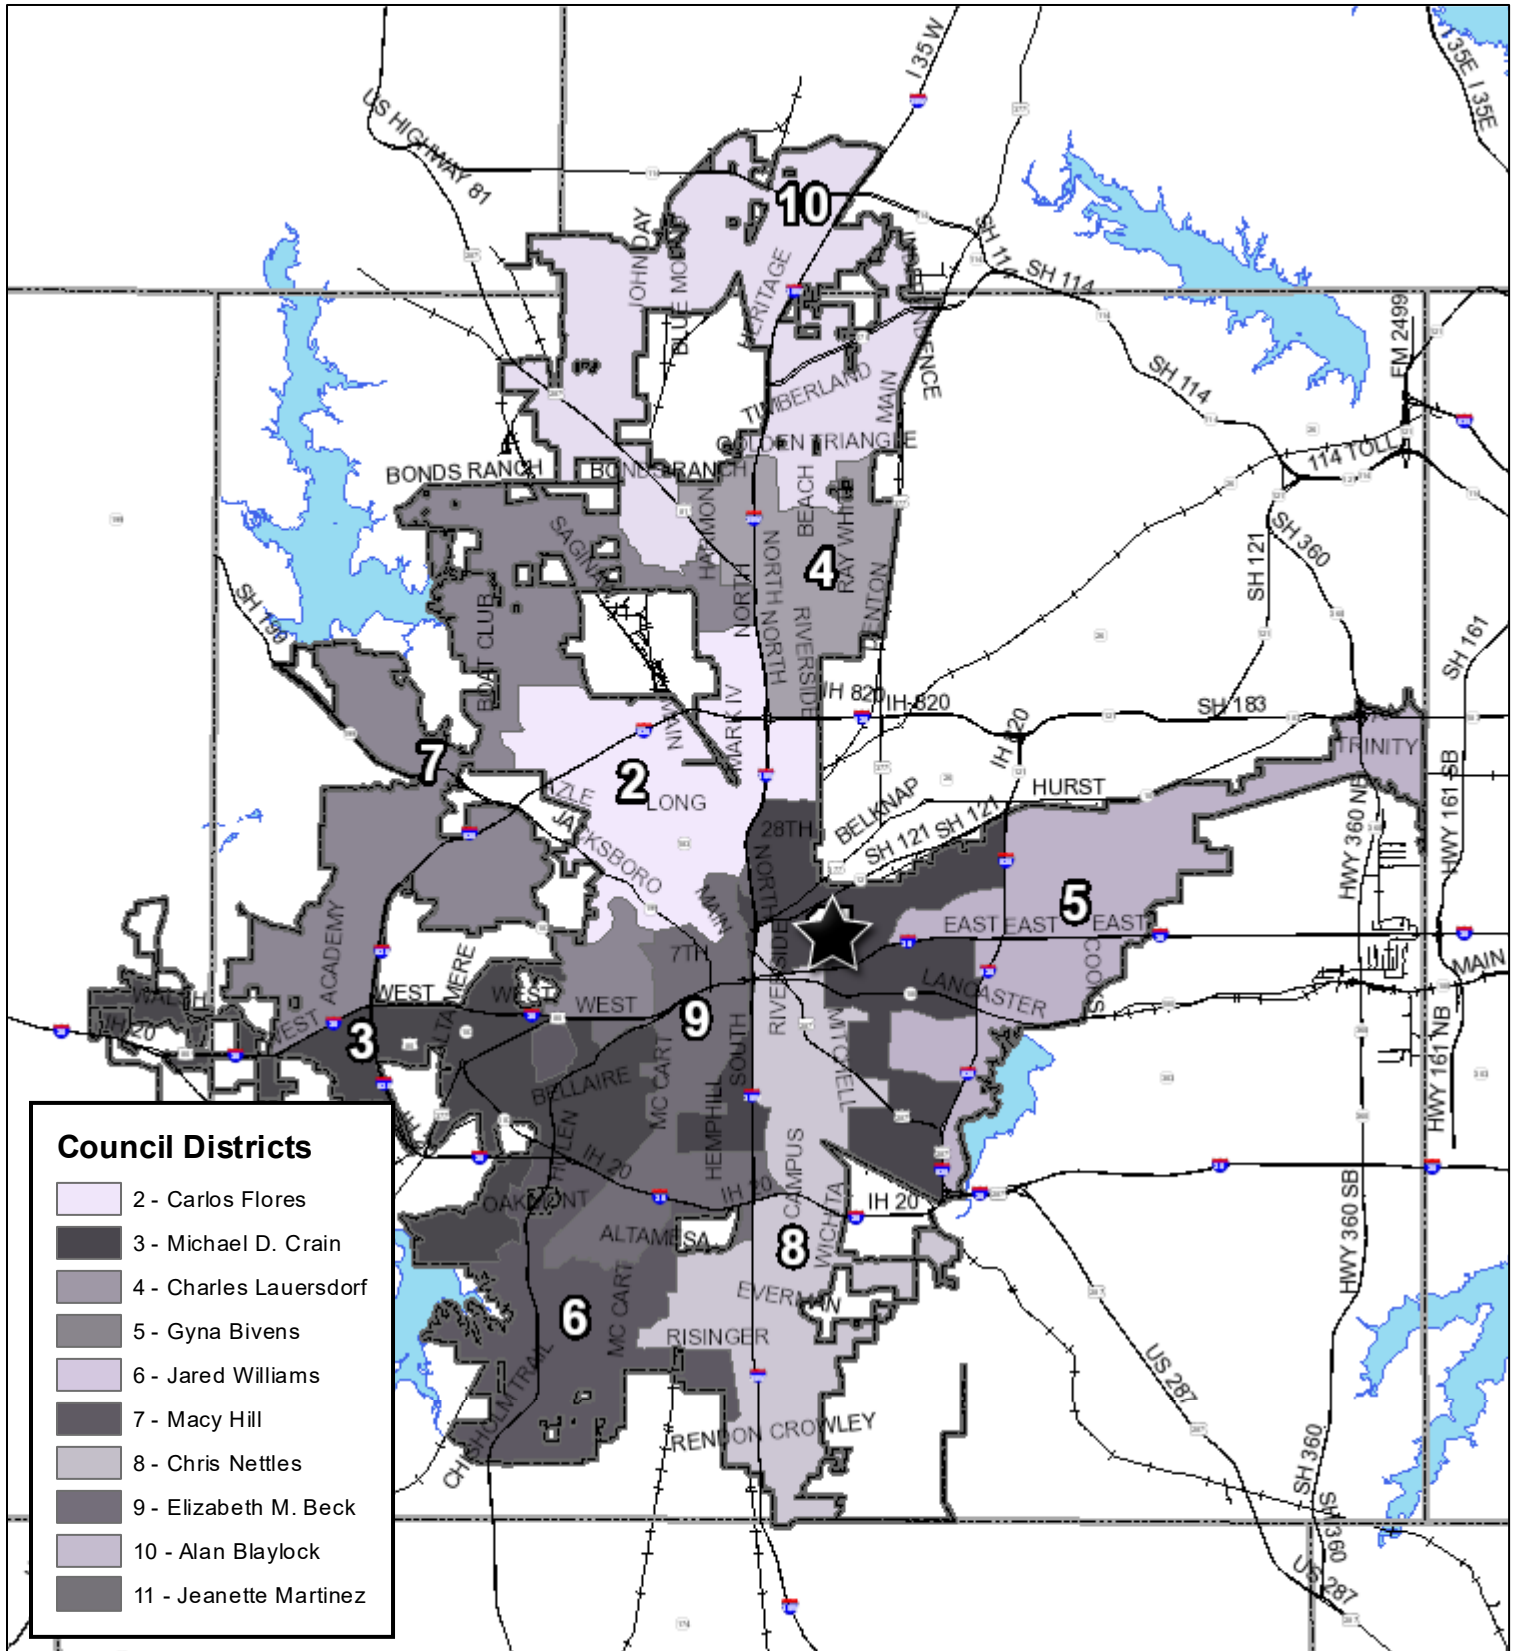 I 35W
I 35E
I 35E
US HIGHWAY 81
10
JOHN DAY
HERITAGE
SH 114
SH 114
FM 2499
SH 114
TIMBERLAND
MAIN
GOLDEN TRIANGLE
114 TOLL
BONDS RANCH
BONDS RANCH
BEACH
HARMON
SH 360
SH 121
4
NORTH
NORTH
NORTH
RIVERSIDE
SH 199
BOAT CLUB
SH 161
IH 820
IH 820
SH 183
MARK IV
IH 820
TRINITY
7
2
AZLE
LONG
JACKSBORO
28TH
BELKNAP
HURST
SH 121
SH 121
HWY 360 NB
HWY 161 SB
NORTH
MAIN
5
EAST
EAST
EAST
7TH
ACADEMY
RIVERSIDE
COOKS
LANCASTER
MAIN
WEST
WEST
WEST
WEST
ALTAMERE
IH 20
3
9
MITCHELL
SOUTH
MC CART
BELLAIRE
HEMPHILL
HWY 161 NB
IH 20
IH 20
IH 20
OAKMONT
CAMPUS
WICHITA
ALTAMESA
8
HWY 360 SB
EVERMAN
6
MC CART
RISINGER
US 287
CHISHOLM TRAIL
RENDON CROWLEY
SH 360
SH 360
US 287
Council Districts
2 - Carlos Flores
3 - Michael D. Crain
4 - Charles Lauersdorf
5 - Gyna Bivens
6 - Jared Williams
7 - Macy Hill
8 - Chris Nettles
9 - Elizabeth M. Beck
10 - Alan Blaylock
11 - Jeanette Martinez